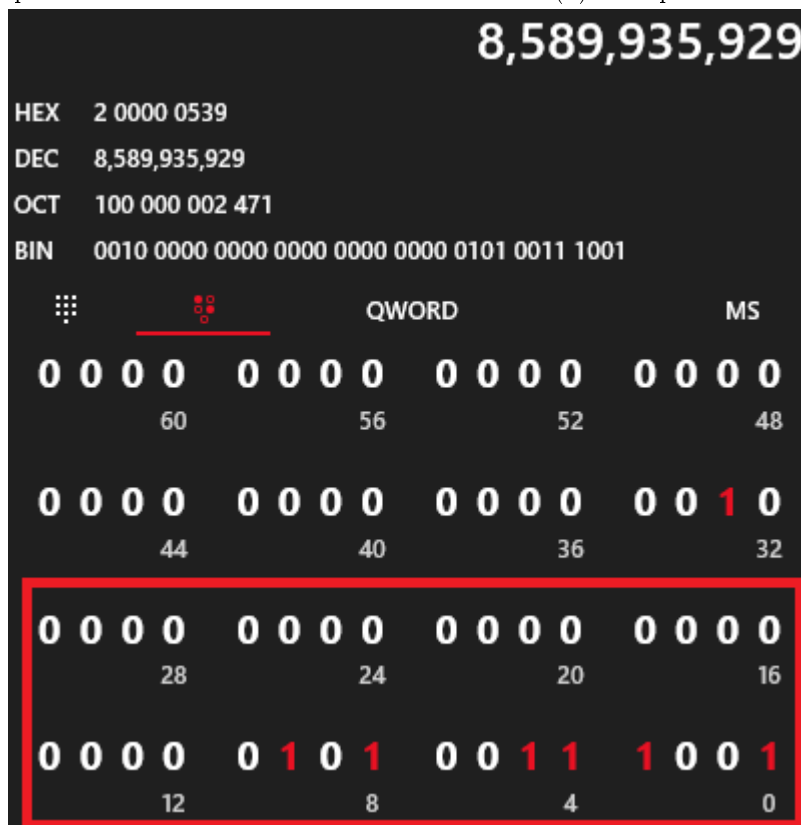 8,589,935,929
HEX 2 0000 0539
DEC 8,589,935,929
OCT 100 000 002 471
BIN 0010 0000 0000 0000 0000 0000 0101 0011 1001
QWORD MS
0 0 0 0 0 0 0 0 0 0 0 0 0 0 0 0
60 56 52 48
0 0 0 0 0 0 0 0 0 0 0 0 0 0 1 0
44 40 36 32
0 0 0 0 0 0 0 0 0 0 0 0 0 0 0 0
28 24 20 16
0 0 0 0 0 1 0 1 0 0 1 1 1 0 0 1
12 8 4 0